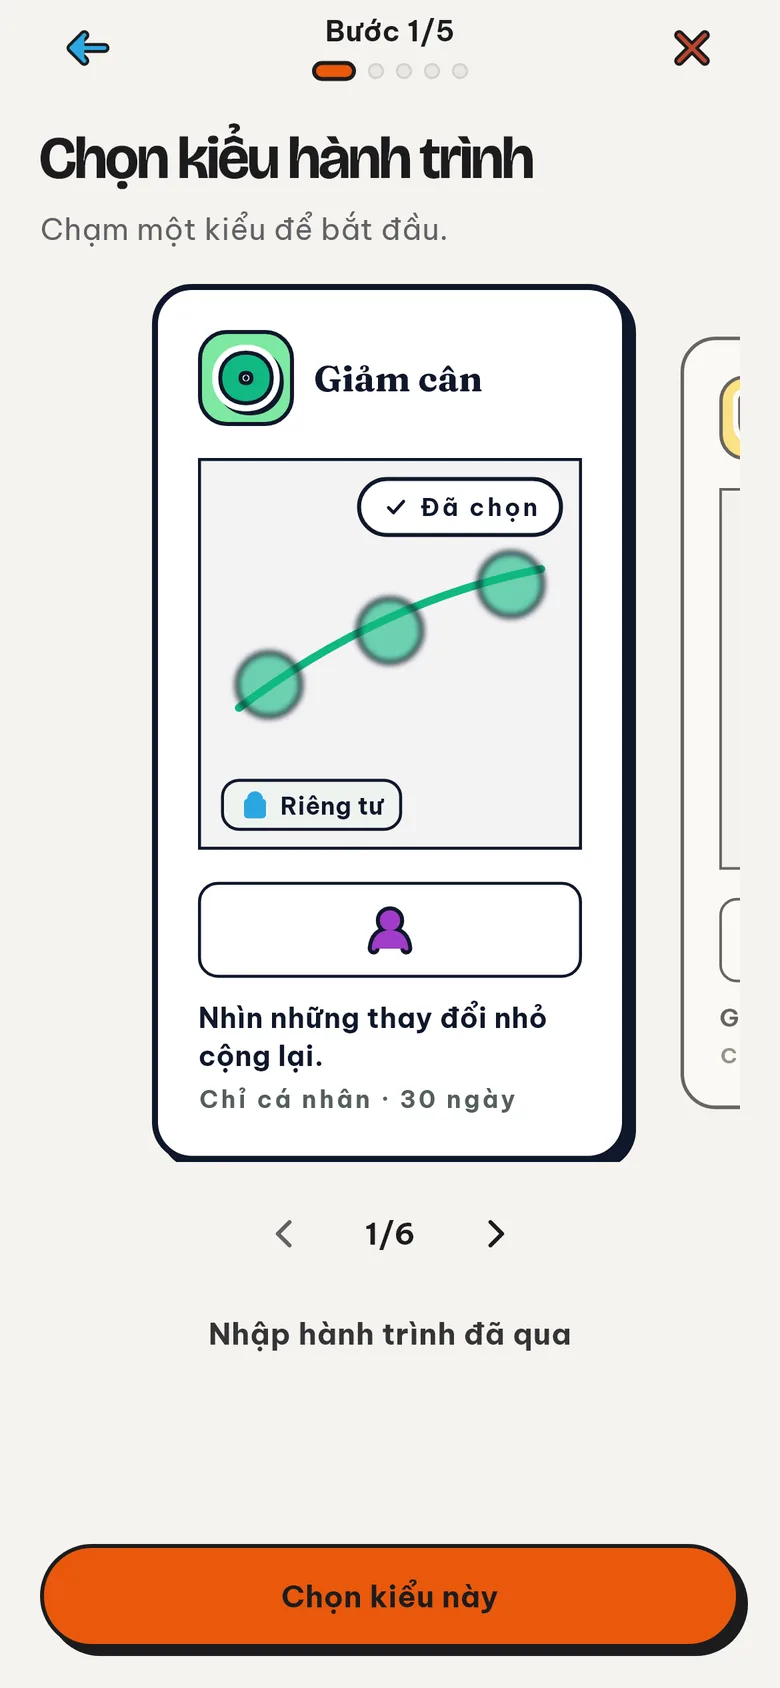 Bước 1/5
Chọn kiểu hành trình
Chạm một kiểu để bắt đầu.
Giảm cân
Đã chọn
Riêng tư
Nhìn những thay đổi nhỏ
cộng lại.
Chỉ cá nhân · 30 ngày
G
C
1/6
Nhập hành trình đã qua
Chọn kiểu này